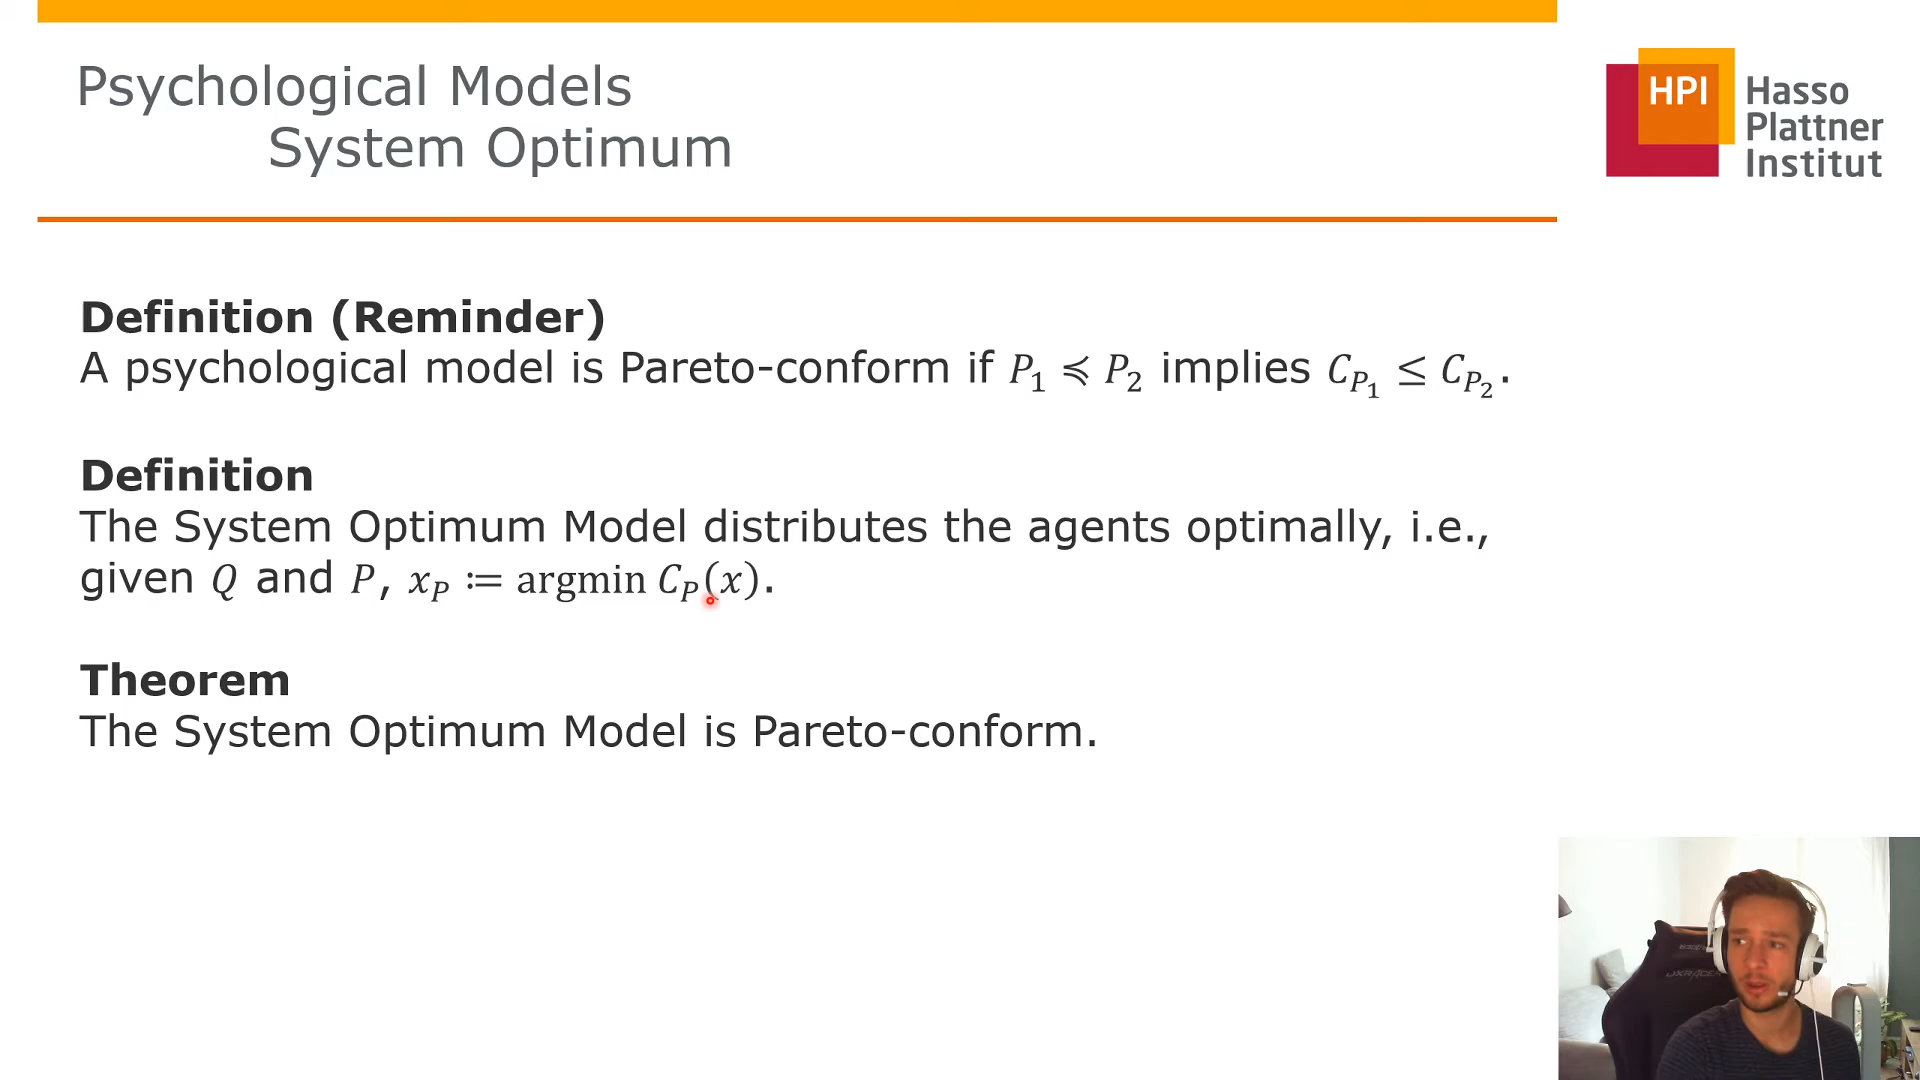 Psychological Models
System Optimum
HPI
Hasso
Plattner
Institut
Definition (Reminder)
A psychological model is Pareto-conform if P₁ ≼ P₂ implies C_{P₁} ≤ C_{P₂}.
Definition
The System Optimum Model distributes the agents optimally, i.e.,
given Q and P, x_P ≔ argmin C_P(x).
Theorem
The System Optimum Model is Pareto-conform.